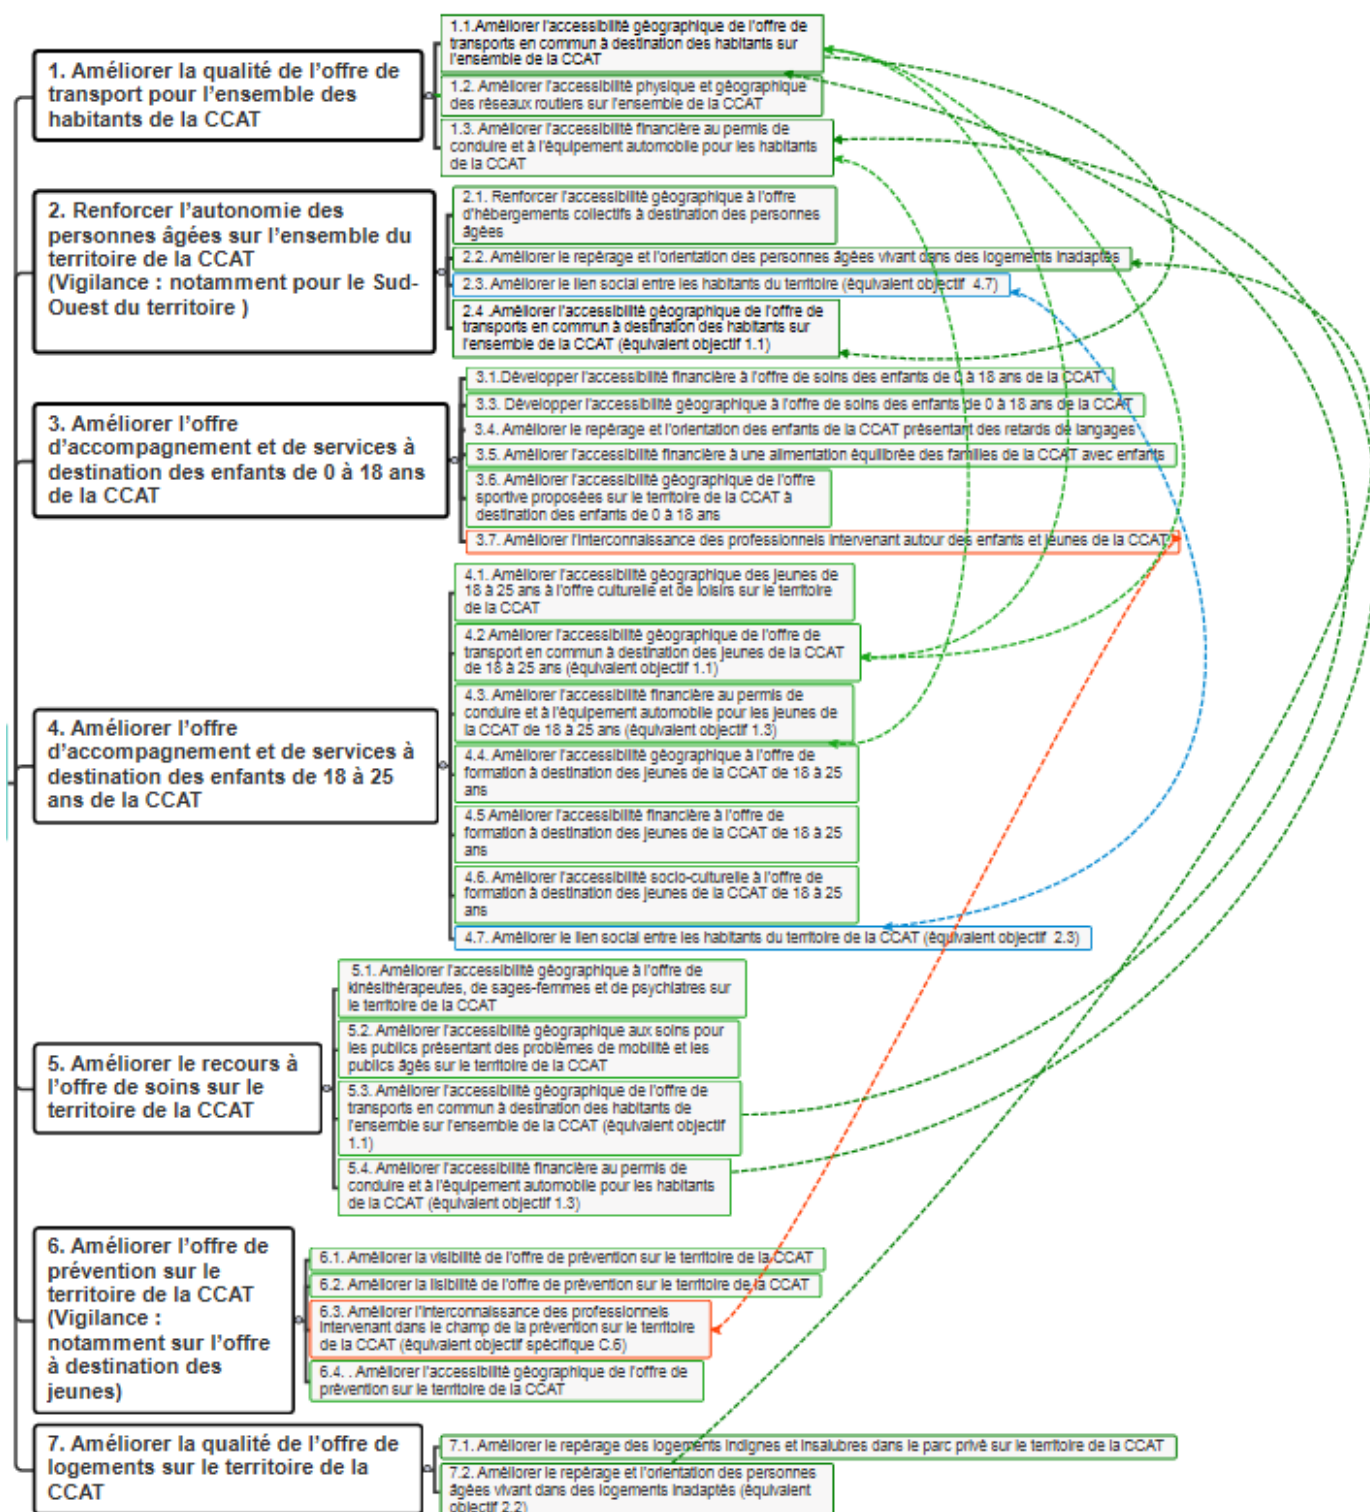 1. Améliorer la qualité de l'offre de
transport pour l'ensemble des
habitants de la CCAT
1.1.Améliorer l'accessibilité géographique de l'offre de
transports en commun à destination des habitants sur
l'ensemble de la CCAT
1.2. Améliorer l'accessibilité physique et géographique
des réseaux routiers sur l'ensemble de la CCAT
1.3. Améliorer l'accessibilité financière au permis de
conduire et à l'équipement automobile pour les habitants
de la CCAT
2. Renforcer l'autonomie des
personnes âgées sur l'ensemble du
territoire de la CCAT
(Vigilance : notamment pour le Sud-
Ouest du territoire )
2.1. Renforcer l'accessibilité géographique à l'offre
d'hébergements collectifs à destination des personnes
âgées
2.2. Améliorer le repérage et l'orientation des personnes âgées vivant dans des logements inadaptés
2.3. Améliorer le lien social entre les habitants du territoire (équivalent objectif 4.7)
2.4 .Améliorer l'accessibilité géographique de l'offre de
transports en commun à destination des habitants sur
l'ensemble de la CCAT (équivalent objectif 1.1)
3. Améliorer l'offre
d'accompagnement et de services à
destination des enfants de 0 à 18 ans
de la CCAT
3.1.Développer l'accessibilité financière à l'offre de soins des enfants de 0 à 18 ans de la CCAT
3.3. Développer l'accessibilité géographique à l'offre de soins des enfants de 0 à 18 ans de la CCAT
3.4. Améliorer le repérage et l'orientation des enfants de la CCAT présentant des retards de langages
3.5. Améliorer l'accessibilité financière à une alimentation équilibrée des familles de la CCAT avec enfants
3.6. Améliorer l'accessibilité géographique de l'offre
sportive proposées sur le territoire de la CCAT à
destination des enfants de 0 à 18 ans
3.7. Améliorer l'interconnaissance des professionnels intervenant autour des enfants et jeunes de la CCAT
4. Améliorer l'offre
d'accompagnement et de services à
destination des enfants de 18 à 25
ans de la CCAT
4.1. Améliorer l'accessibilité géographique des jeunes de
18 à 25 ans à l'offre culturelle et de loisirs sur le territoire
de la CCAT
4.2 Améliorer l'accessibilité géographique de l'offre de
transport en commun à destination des jeunes de la CCAT
de 18 à 25 ans (équivalent objectif 1.1)
4.3. Améliorer l'accessibilité financière au permis de
conduire et à l'équipement automobile pour les jeunes de
la CCAT de 18 à 25 ans (équivalent objectif 1.3)
4.4. Améliorer l'accessibilité géographique à l'offre de
formation à destination des jeunes de la CCAT de 18 à 25
ans
4.5 Améliorer l'accessibilité financière à l'offre de
formation à destination des jeunes de la CCAT de 18 à 25
ans
4.6. Améliorer l'accessibilité socio-culturelle à l'offre de
formation à destination des jeunes de la CCAT de 18 à 25
ans
4.7. Améliorer le lien social entre les habitants du territoire de la CCAT (équivalent objectif 2.3)
5. Améliorer le recours à
l'offre de soins sur le
territoire de la CCAT
5.1. Améliorer l'accessibilité géographique à l'offre de
kinésithérapeutes, de sages-femmes et de psychiatres sur
le territoire de la CCAT
5.2. Améliorer l'accessibilité géographique aux soins pour
les publics présentant des problèmes de mobilité et les
publics âgés sur le territoire de la CCAT
5.3. Améliorer l'accessibilité géographique de l'offre de
transports en commun à destination des habitants de
l'ensemble sur l'ensemble de la CCAT (équivalent objectif
1.1)
5.4. Améliorer l'accessibilité financière au permis de
conduire et à l'équipement automobile pour les habitants
de la CCAT (équivalent objectif 1.3)
6. Améliorer l'offre de
prévention sur le
territoire de la CCAT
(Vigilance :
notamment sur l'offre
à destination des
jeunes)
6.1. Améliorer la visibilité de l'offre de prévention sur le territoire de la CCAT
6.2. Améliorer la lisibilité de l'offre de prévention sur le territoire de la CCAT
6.3. Améliorer l'interconnaissance des professionnels
intervenant dans le champ de la prévention sur le territoire
de la CCAT (équivalent objectif spécifique C.6)
6.4. . Améliorer l'accessibilité géographique de l'offre de
prévention sur le territoire de la CCAT
7. Améliorer la qualité de l'offre de
logements sur le territoire de la
CCAT
7.1. Améliorer le repérage des logements indignes et insalubres dans le parc privé sur le territoire de la CCAT
7.2. Améliorer le repérage et l'orientation des personnes
âgées vivant dans des logements inadaptés (équivalent
objectif 2.2)